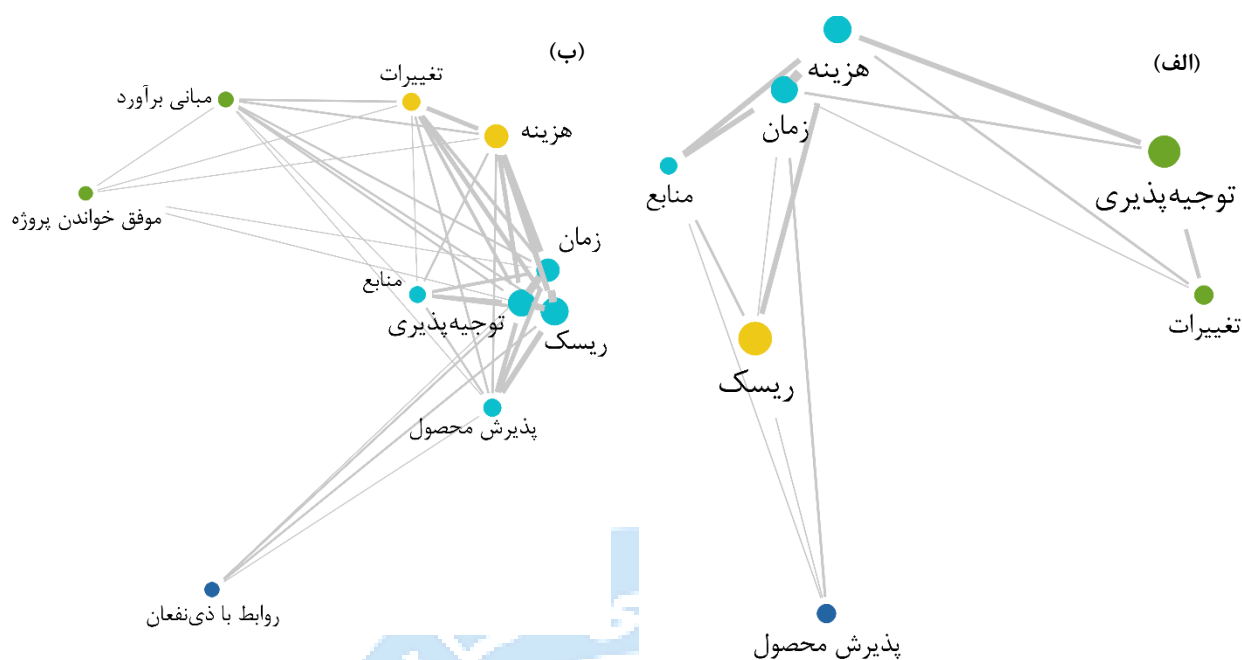 (الف)
هزینه
زمان
منابع
توجیه‌پذیری
تغییرات
ریسک
پذیرش محصول
(ب)
تغییرات
مبانی برآورد
هزینه
موفق خواندن پروژه
زمان
منابع
توجیه‌پذیری
ریسک
پذیرش محصول
روابط با ذی‌نفعان